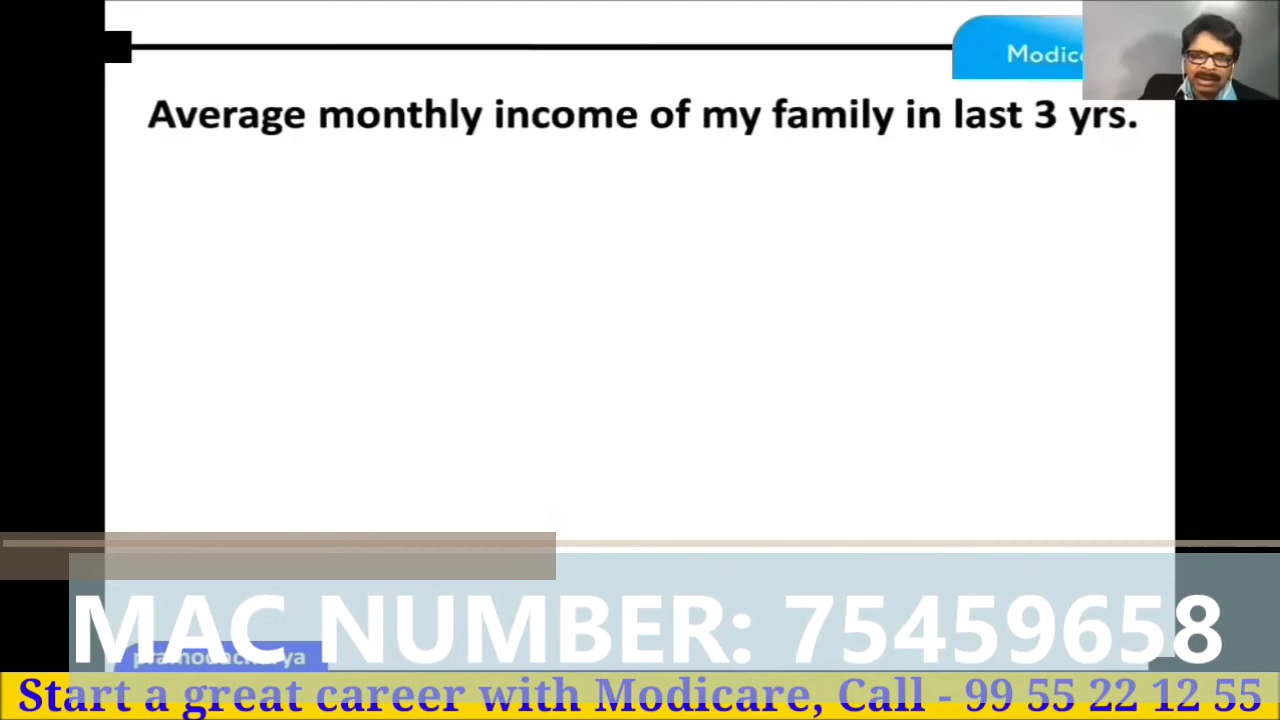 Modic
Average monthly income of my family in last 3 yrs.
MAC NUMBER: 75459658
pramodacharya
Start a great career with Modicare, Call - 99 55 22 12 55